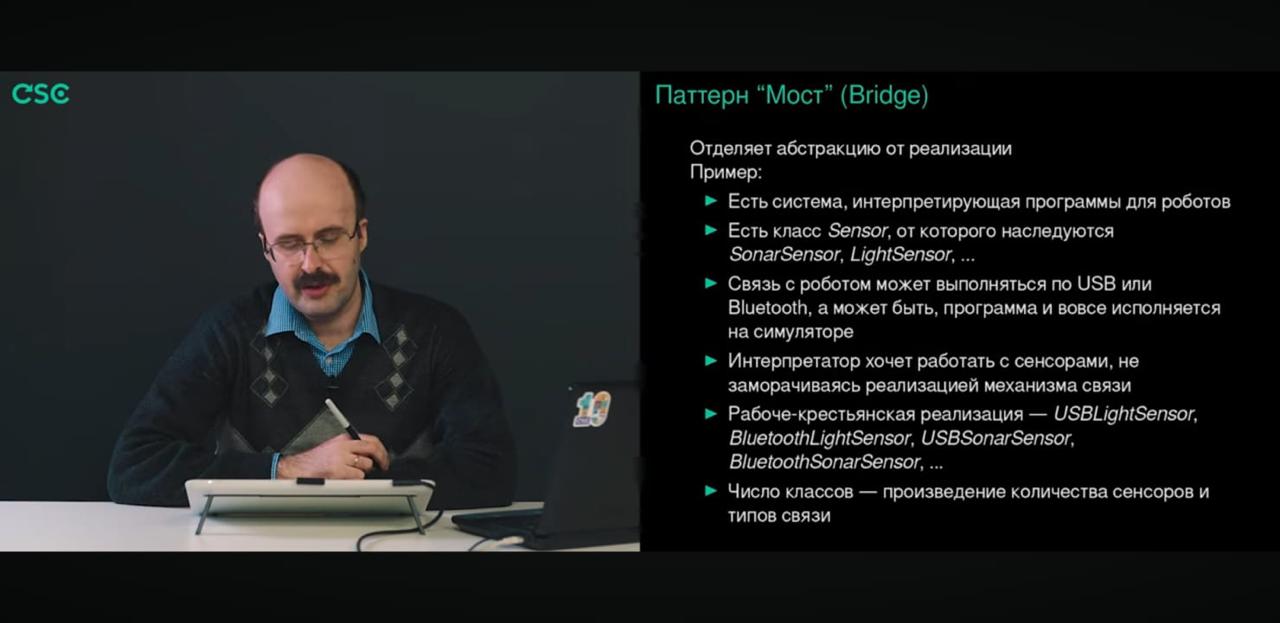 CSC
Паттерн “Мост” (Bridge)
Отделяет абстракцию от реализации
Пример:
Есть система, интерпретирующая программы для роботов
Есть класс Sensor, от которого наследуются
SonarSensor, LightSensor, ...
Связь с роботом может выполняться по USB или
Bluetooth, а может быть, программа и вовсе исполняется
на симуляторе
Интерпретатор хочет работать с сенсорами, не
заморачиваясь реализацией механизма связи
Рабоче-крестьянская реализация — USBLightSensor,
BluetoothLightSensor, USBSonarSensor,
BluetoothSonarSensor, ...
Число классов — произведение количества сенсоров и
типов связи